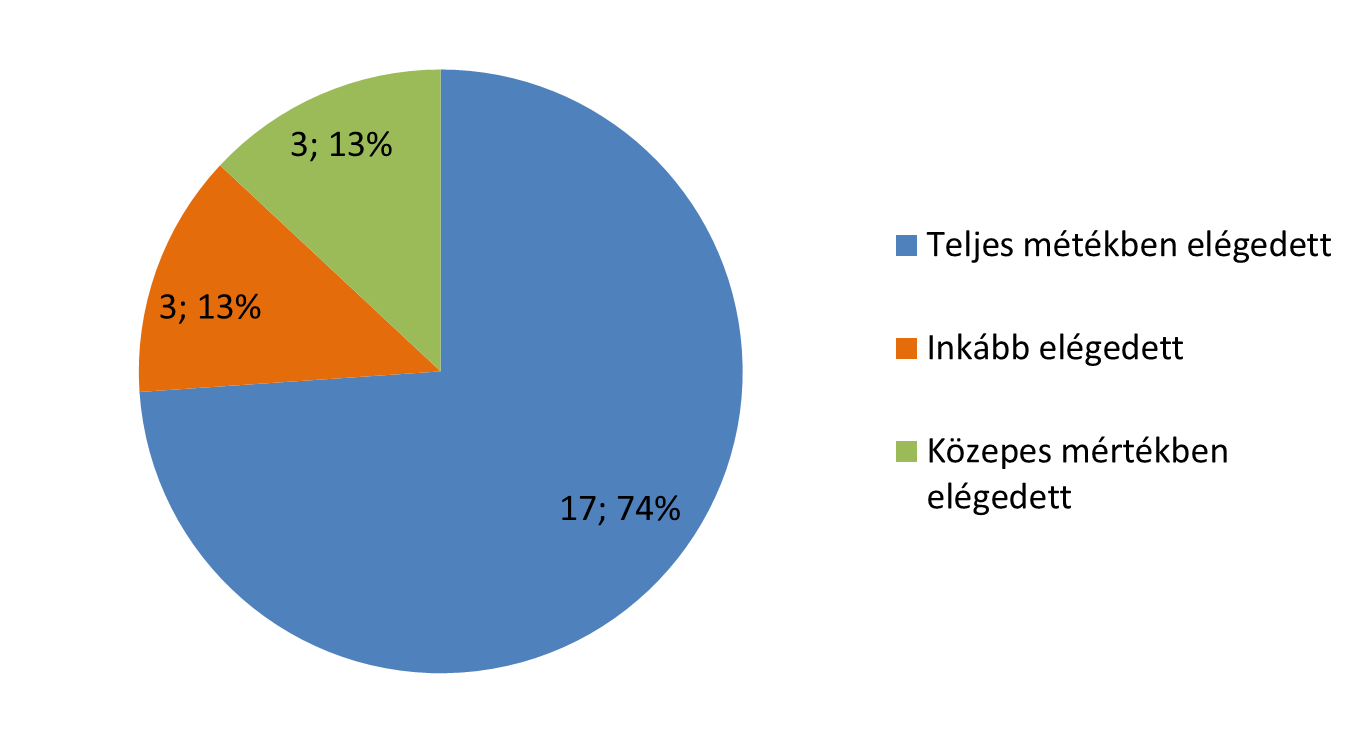 3; 13%
3; 13%
17; 74%
Teljes métékben elégedett
Inkább elégedett
Közepes mértékben
elégedett